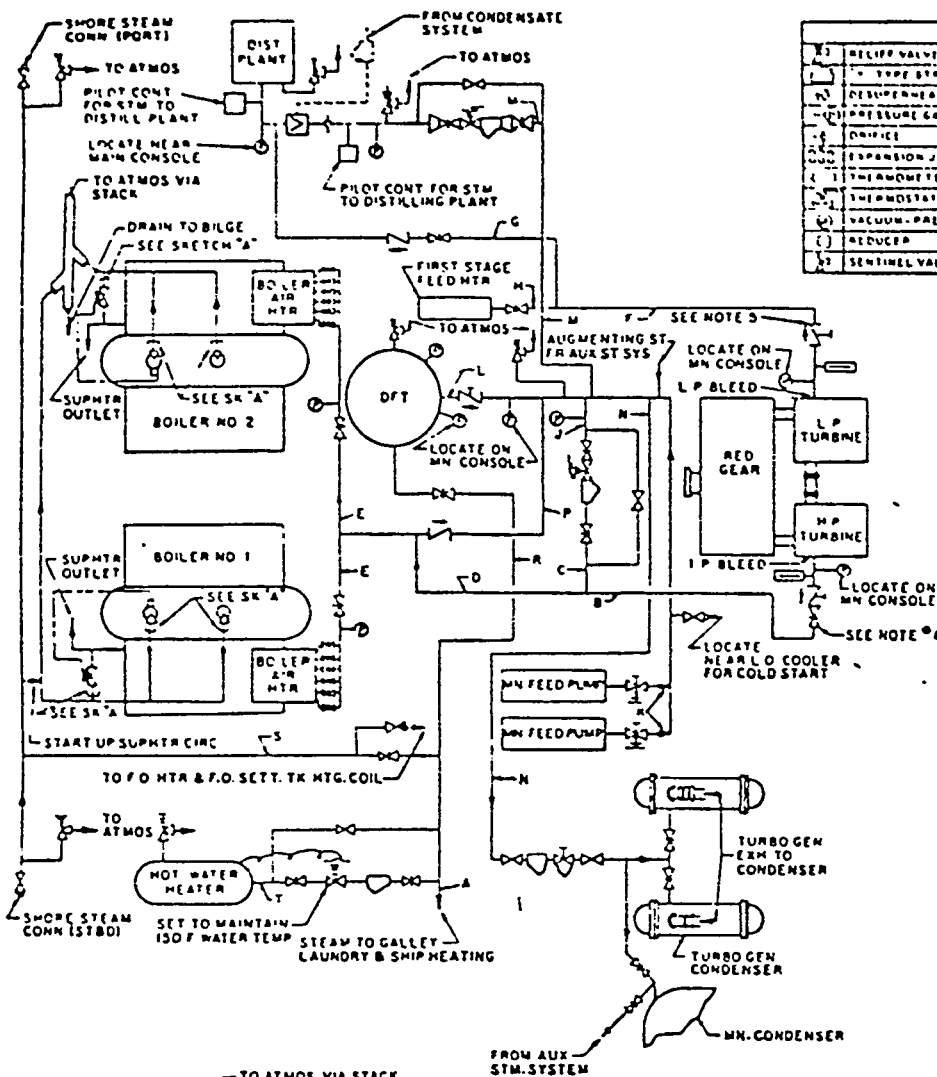 SHORE STEAM
CONN (PORT)
TO ATMOS
DIST
PLANT
FROM CONDENSATE
SYSTEM
TO ATMOS
PILOT CONT
FOR STM TO
DISTILL PLANT
LOCATE NEAR
MAIN CONSOLE
M
PILOT CONT FOR STM
TO DISTILLING PLANT
RELIEF VALVE
TYPE
DESUPERHEA
PRESSURE GA
ORIFICE
EXPANSION J
THERMOMETE
THERMOSTAT
VACUUM-PRE
REDUCER
SENTINEL VAL
TO ATMOS VIA
STACK
DRAIN TO BILGE
SEE SKETCH "A"
G
BOILER
AIR
HTR
FIRST STAGE
FEED HTR
H
TO ATMOS
M
F
SEE NOTE 5
AUGMENTING ST
FR AUX ST SYS
LOCATE ON
MN CONSOLE
L P BLEED
SUPHTR
OUTLET
SEE SK "A"
BOILER NO 2
DFT
L
LOCATE ON
MN CONSOLE
J
N
RED
GEAR
L P
TURBINE
H P
TURBINE
E
P
R
C
SUPHTR
OUTLET
BOILER NO 1
SEE SK "A"
E
D
B
I P BLEED
LOCATE ON
MN CONSOLE
SEE NOTE
BOILER
AIR
HTR
SEE SK "A
LOCATE
NEAR L O COOLER
FOR COLD START
MN FEED PUMP
K
MN FEED PUMP
START UP SUPHTR CIRC
S
TO F O HTR & F.O. SETT. TK HTG. COIL
N
TO
ATMOS
HOT WATER
HEATER
T
A
SHORE STEAM
CONN (STBD)
SET TO MAINTAIN
150 F WATER TEMP
STEAM TO GALLEY
LAUNDRY & SHIP HEATING
TURBO GEN
EXH TO
CONDENSER
TURBO GEN
CONDENSER
MN. CONDENSER
FROM AUX
STM. SYSTEM
TO ATMOS VIA STACK